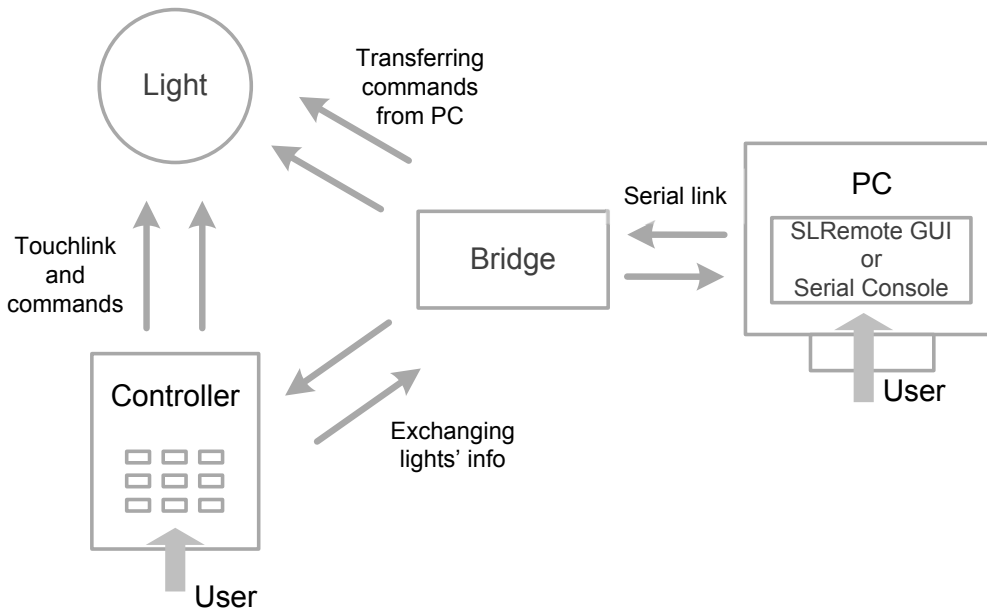 Light
Transferring
commands
from PC
Serial link
PC
SLRemote GUI
or
Serial Console
User
Bridge
Touchlink
and
commands
Controller
User
Exchanging
lights' info